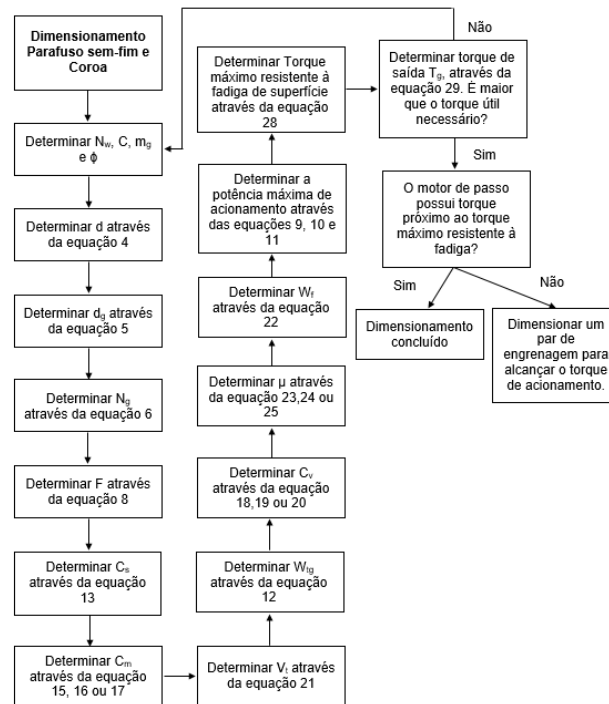 Dimensionamento
Parafuso sem-fim e
Coroa
Determinar Nw, C, mg
e ϕ
Determinar d através
da equação 4
Determinar dg através
da equação 5
Determinar Ng
através da equação 6
Determinar F através
da equação 8
Determinar Cs
através da equação
13
Determinar Cm
através da equação
15, 16 ou 17
Determinar Vt através
da equação 21
Determinar Wtg
através da equação
12
Determinar Cv
através da equação
18,19 ou 20
Determinar μ através
da equação 23,24 ou
25
Determinar Wf
através da equação
22
Determinar a
potência máxima de
acionamento através
das equações 9, 10 e
11
Determinar Torque
máximo resistente à
fadiga de superfície
através da equação
28
Não
Determinar torque de
saída Tg, através da
equação 29. É maior
que o torque útil
necessário?
Sim
O motor de passo
possui torque
próximo ao torque
máximo resistente à
fadiga?
Sim
Não
Dimensionamento
concluído
Dimensionar um
par de
engrenagem para
alcançar o torque
de acionamento.